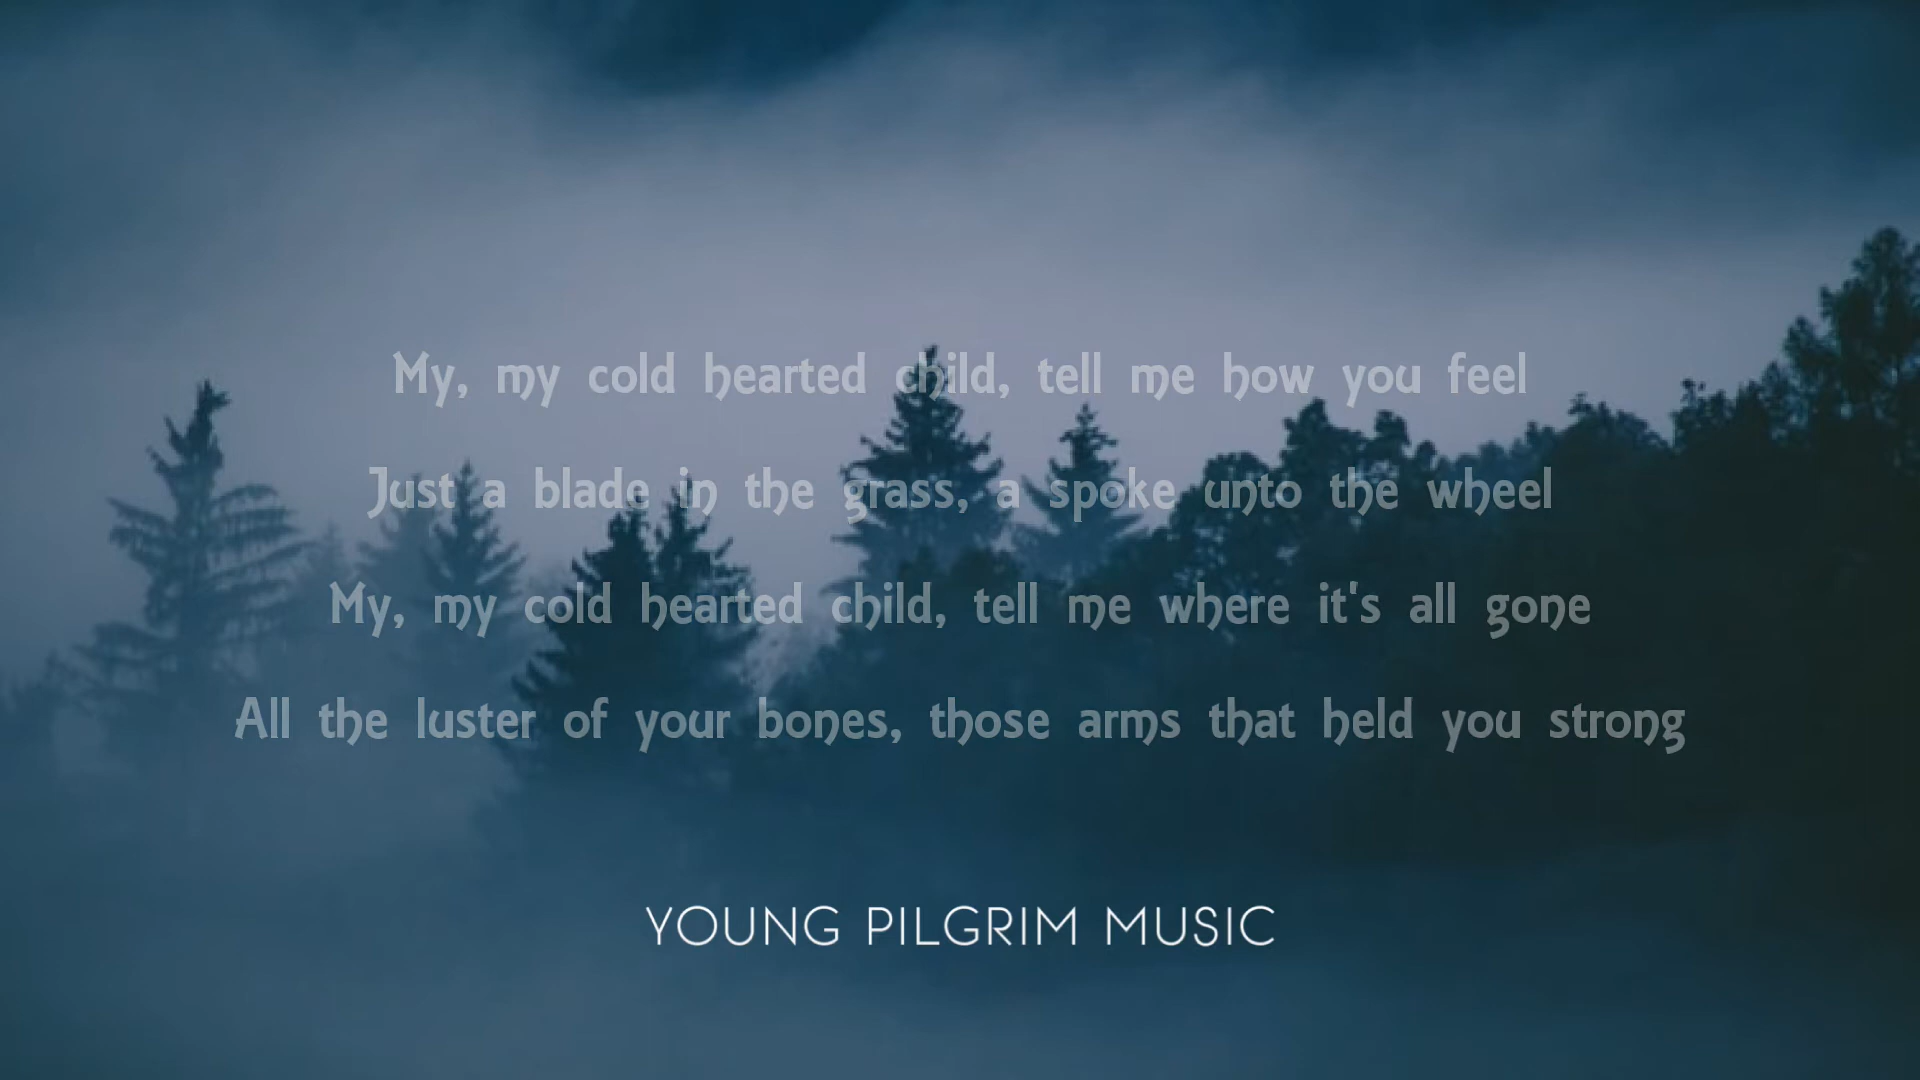 My, my cold hearted child, tell me how you feel
Just a blade in the grass, a spoke unto the wheel
My, my cold hearted child, tell me where it's all gone
All the luster of your bones, those arms that held you strong
YOUNG PILGRIM MUSIC